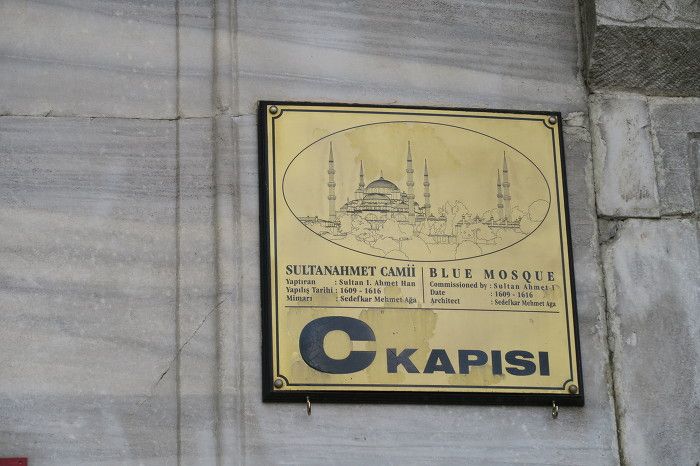 SULTANAHMET CAMİİ
Yaptıran : Sultan I. Ahmet Han
Yapılış Tarihi : 1609 - 1616
Mimarı : Sedefkar Mehmet Ağa
BLUE MOSQUE
Commissioned by : Sultan Ahmet I
Date : 1609 - 1616
Architect : Sedefkar Mehmet Ağa
C KAPISI